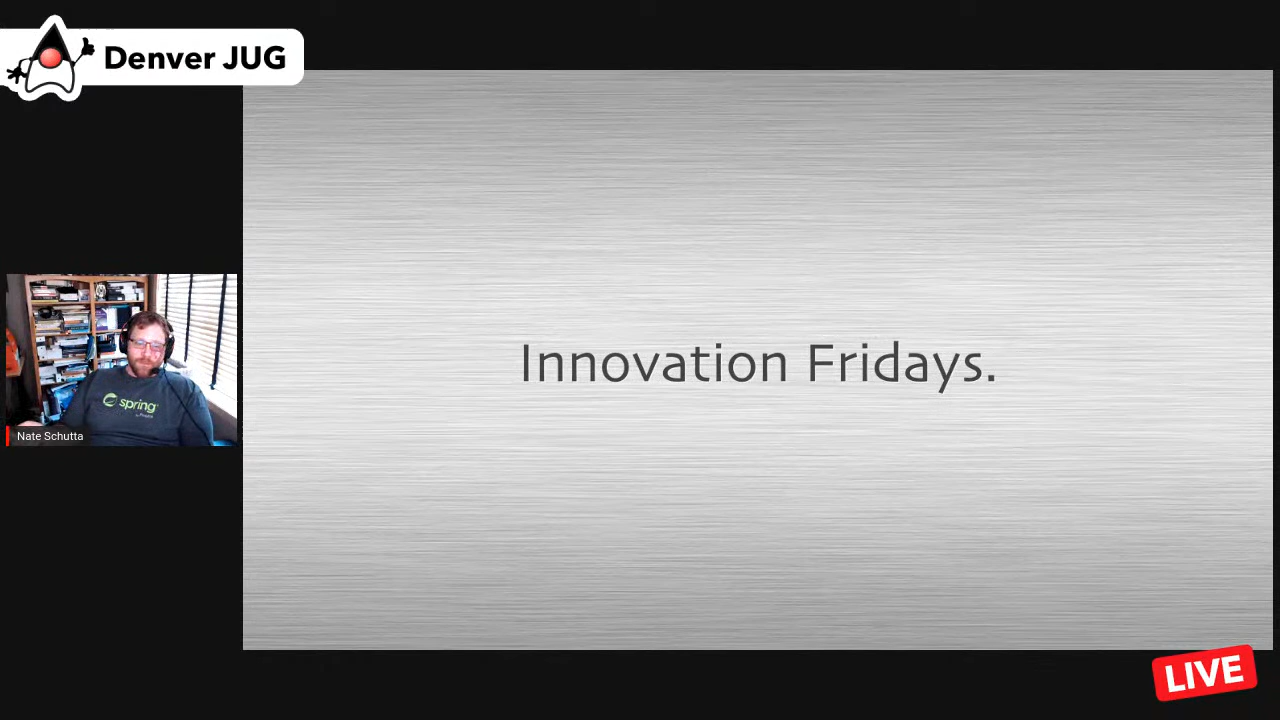 Denver JUG
Innovation Fridays.
spring
Nate Schutta
LIVE